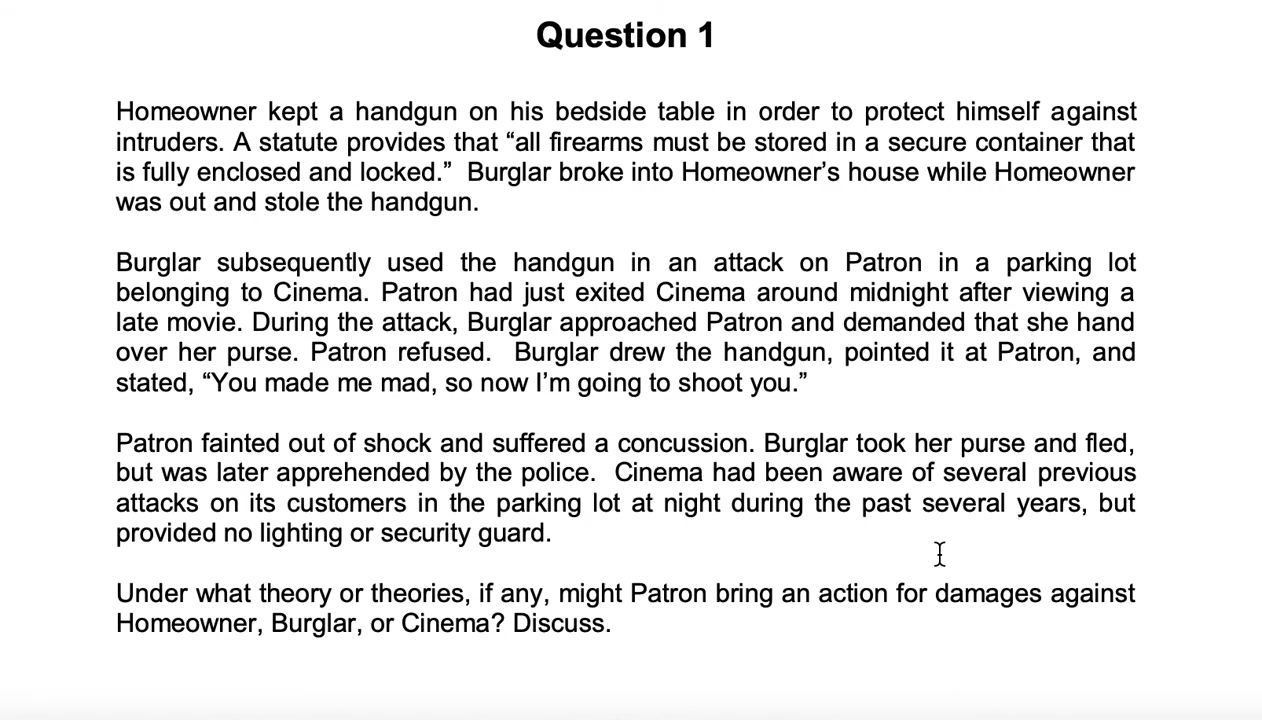 Question 1
Homeowner kept a handgun on his bedside table in order to protect himself against
intruders. A statute provides that “all firearms must be stored in a secure container that
is fully enclosed and locked.”  Burglar broke into Homeowner’s house while Homeowner
was out and stole the handgun.
Burglar subsequently used the handgun in an attack on Patron in a parking lot
belonging to Cinema. Patron had just exited Cinema around midnight after viewing a
late movie. During the attack, Burglar approached Patron and demanded that she hand
over her purse. Patron refused.  Burglar drew the handgun, pointed it at Patron, and
stated, “You made me mad, so now I’m going to shoot you.”
Patron fainted out of shock and suffered a concussion. Burglar took her purse and fled,
but was later apprehended by the police.  Cinema had been aware of several previous
attacks on its customers in the parking lot at night during the past several years, but
provided no lighting or security guard.
Under what theory or theories, if any, might Patron bring an action for damages against
Homeowner, Burglar, or Cinema? Discuss.